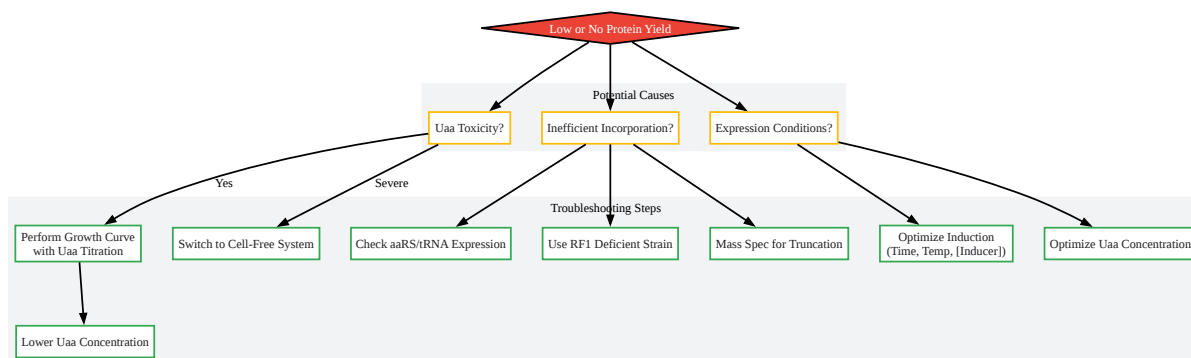 Low or No Protein Yield
Potential Causes
Uaa Toxicity?
Inefficient Incorporation?
Expression Conditions?
Yes
Severe
Troubleshooting Steps
Perform Growth Curve
with Uaa Titration
Switch to Cell-Free System
Check aaRS/tRNA Expression
Use RF1 Deficient Strain
Mass Spec for Truncation
Optimize Induction
(Time, Temp, [Inducer])
Optimize Uaa Concentration
Lower Uaa Concentration